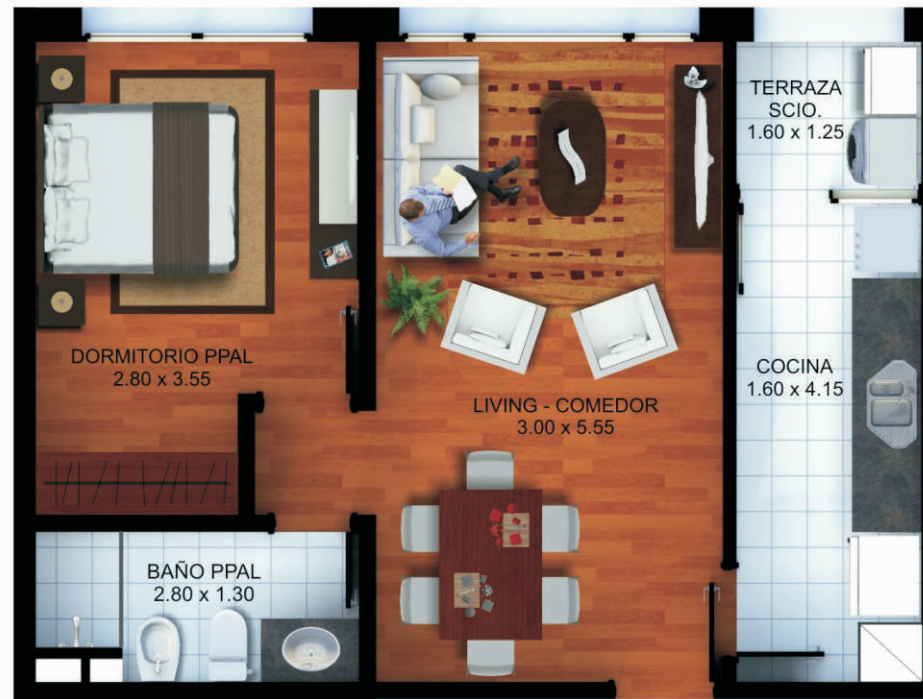 TERRAZA
SCIO.
1.60 x 1.25
DORMITORIO PPAL
2.80 x 3.55
LIVING - COMEDOR
3.00 x 5.55
COCINA
1.60 x 4.15
BAÑO PPAL
2.80 x 1.30